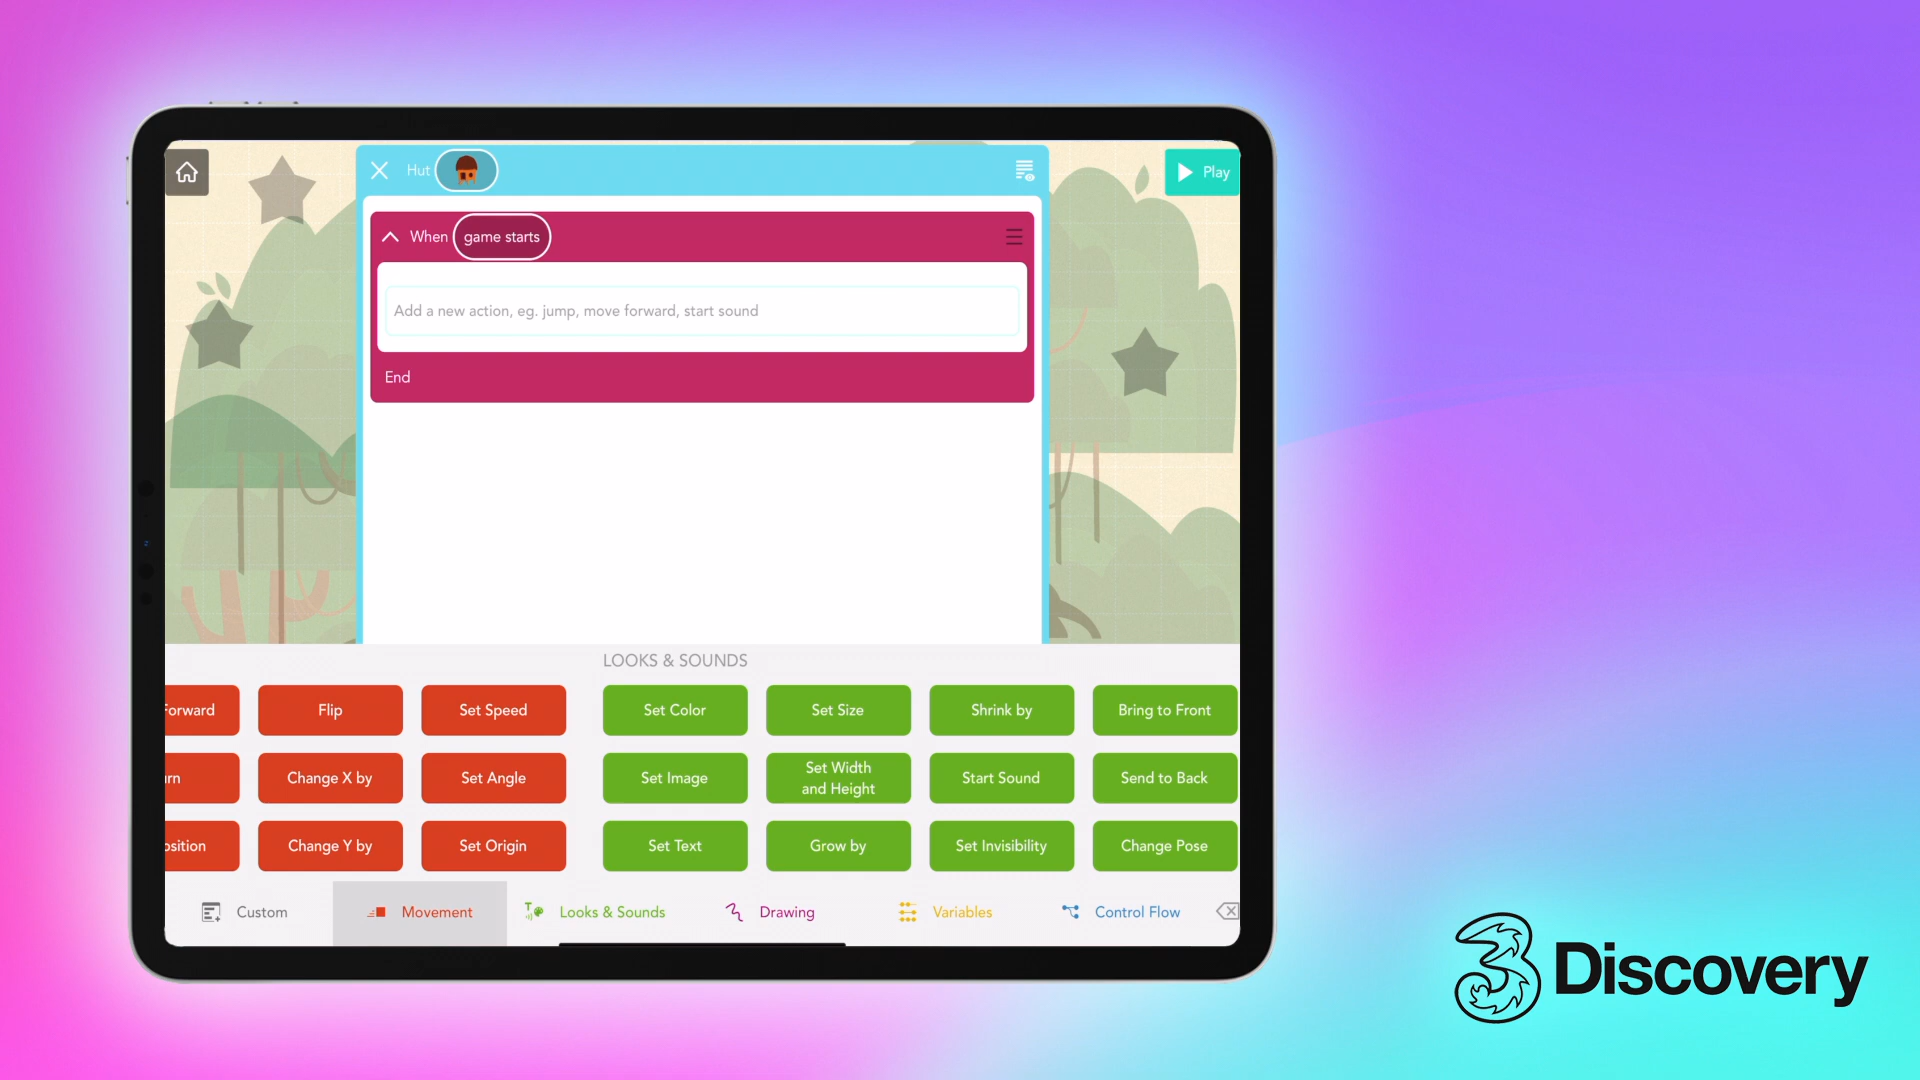 Hut
Play
When game starts
Add a new action, eg. jump, move forward, start sound
End
LOOKS & SOUNDS
Forward Flip Set Speed Set Color Set Size Shrink by Bring to Front
urn Change X by Set Angle Set Image Set Width and Height Start Sound Send to Back
osition Change Y by Set Origin Set Text Grow by Set Invisibility Change Pose
Custom Movement Looks & Sounds Drawing Variables Control Flow
3 Discovery